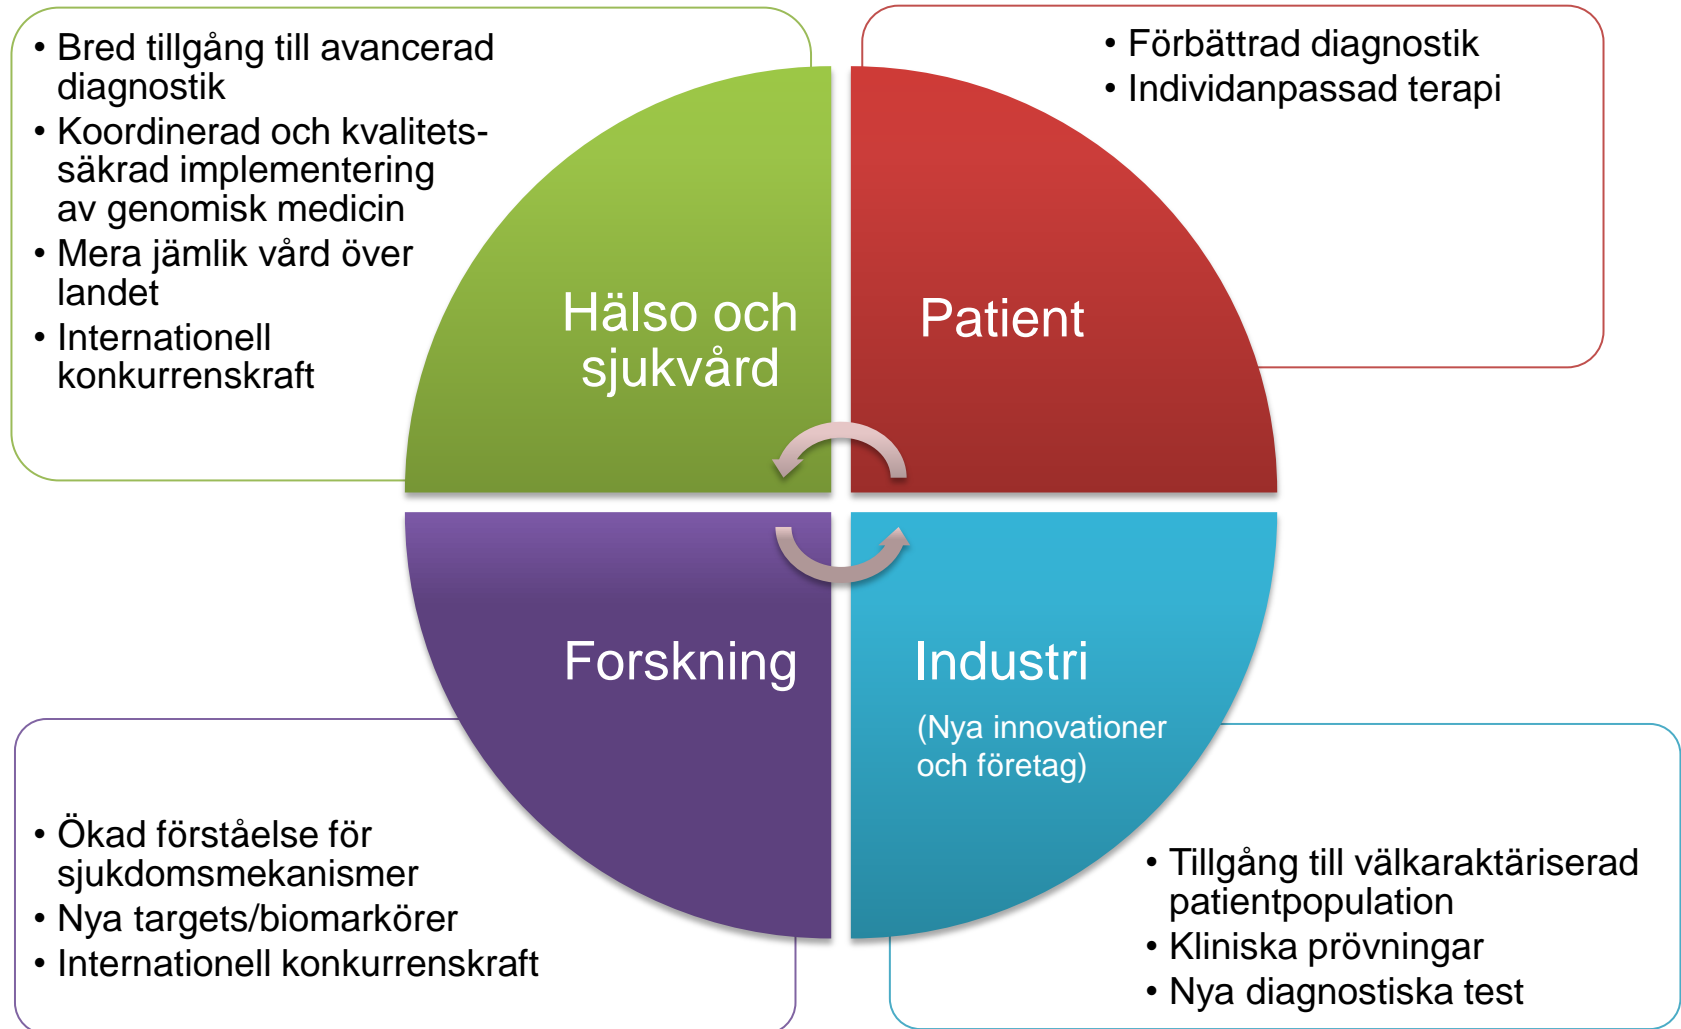 • Bred tillgång till avancerad
diagnostik
• Koordinerad och kvalitets-
säkrad implementering
av genomisk medicin
• Mera jämlik vård över
landet
• Internationell
konkurrenskraft
Hälso och
sjukvård
• Förbättrad diagnostik
• Individanpassad terapi
Patient
Forskning
• Ökad förståelse för
sjukdomsmekanismer
• Nya targets/biomarkörer
• Internationell konkurrenskraft
Industri
(Nya innovationer
och företag)
• Tillgång till välkaraktäriserad
patientpopulation
• Kliniska prövningar
• Nya diagnostiska test